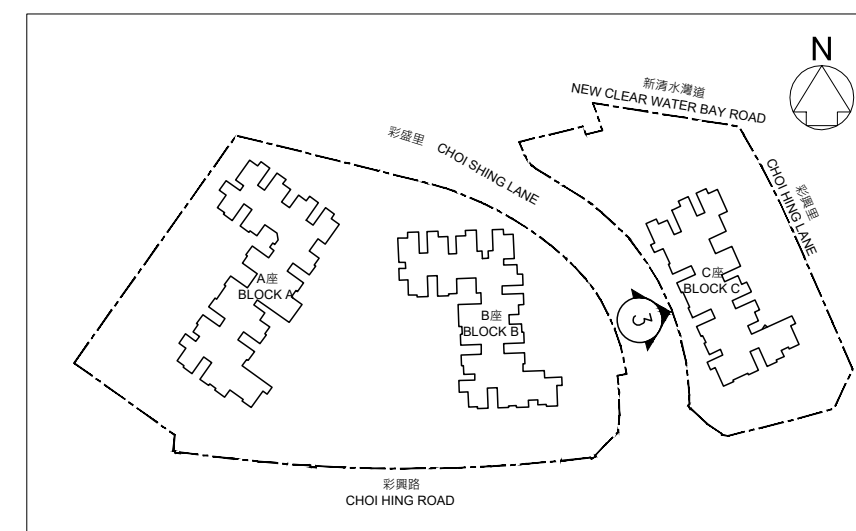 N
新清水灣道
NEW CLEAR WATER BAY ROAD
彩盛里 CHOI SHING LANE
彩興里
CHOI HING LANE
A座
BLOCK A
B座
BLOCK B
C座
BLOCK C
3
彩興路
CHOI HING ROAD